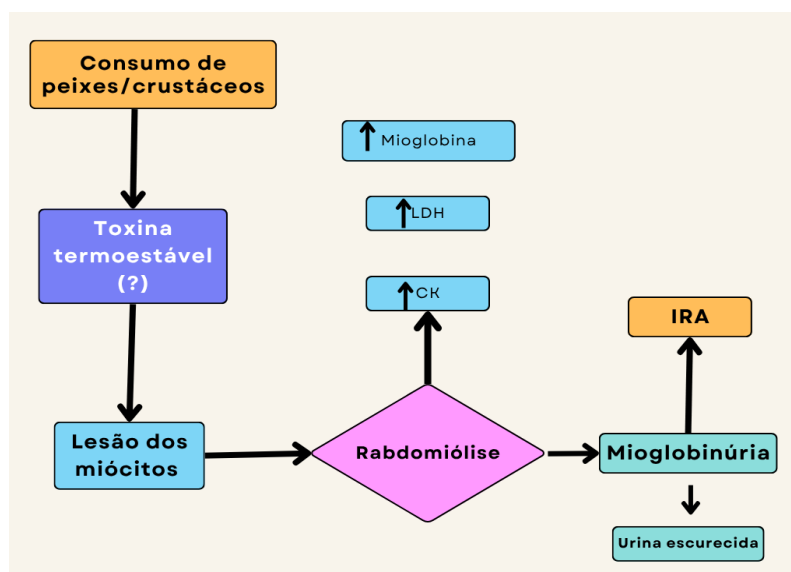 Consumo de
peixes/crustáceos
Mioglobina
LDH
CK
Toxina
termoestável
(?)
Lesão dos
miócitos
Rabdomiólise
IRA
Mioglobinúria
Urina escurecida